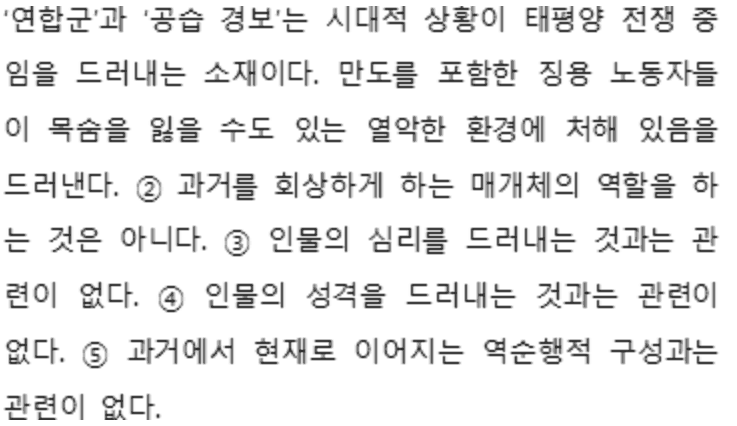 ‘연합군’과 ‘공습 경보’는 시대적 상황이 태평양 전쟁 중
임을 드러내는 소재이다. 만도를 포함한 징용 노동자들
이 목숨을 잃을 수도 있는 열악한 환경에 처해 있음을
드러낸다. ② 과거를 회상하게 하는 매개체의 역할을 하
는 것은 아니다. ③ 인물의 심리를 드러내는 것과는 관
련이 없다. ④ 인물의 성격을 드러내는 것과는 관련이
없다. ⑤ 과거에서 현재로 이어지는 역순행적 구성과는
관련이 없다.